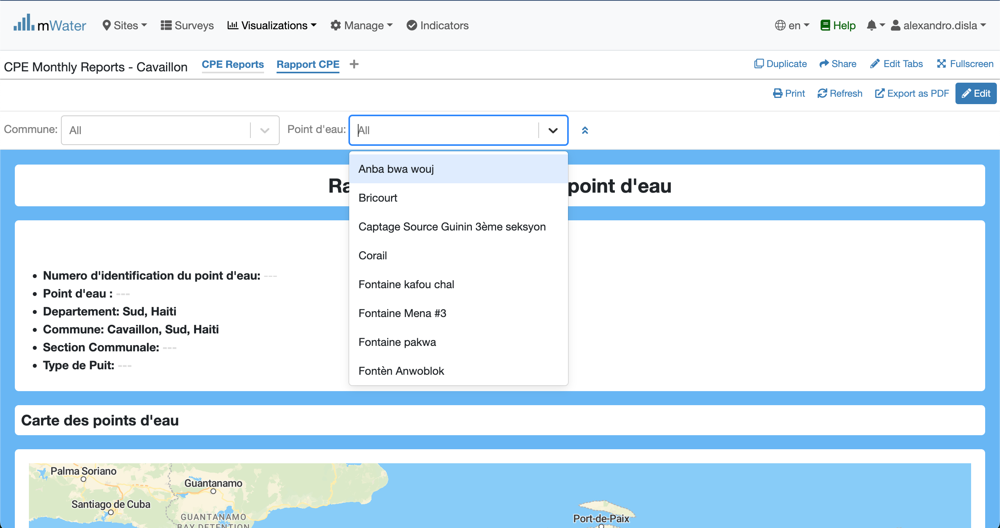 mWater Sites Surveys Visualizations Manage Indicators en Help alexandro.disla
CPE Monthly Reports - Cavaillon CPE Reports Rapport CPE + Duplicate Share Edit Tabs Fullscreen
Print Refresh Export as PDF Edit
Commune: All Point d'eau: All
Anba bwa wouj
Bricourt
Captage Source Guinin 3ème seksyon
Corail
Fontaine kafou chal
Fontaine Mena #3
Fontaine pakwa
Fontèn Anwoblok
point d'eau
• Numero d'identification du point d'eau: ---
• Point d'eau : ---
• Departement: Sud, Haiti
• Commune: Cavaillon, Sud, Haiti
• Section Communale: ---
• Type de Puit: ---
Carte des points d'eau
Palma Soriano
Guantanamo
Santiago de Cuba
GUANTANAMO
BAY DETENTION
Port-de-Paix